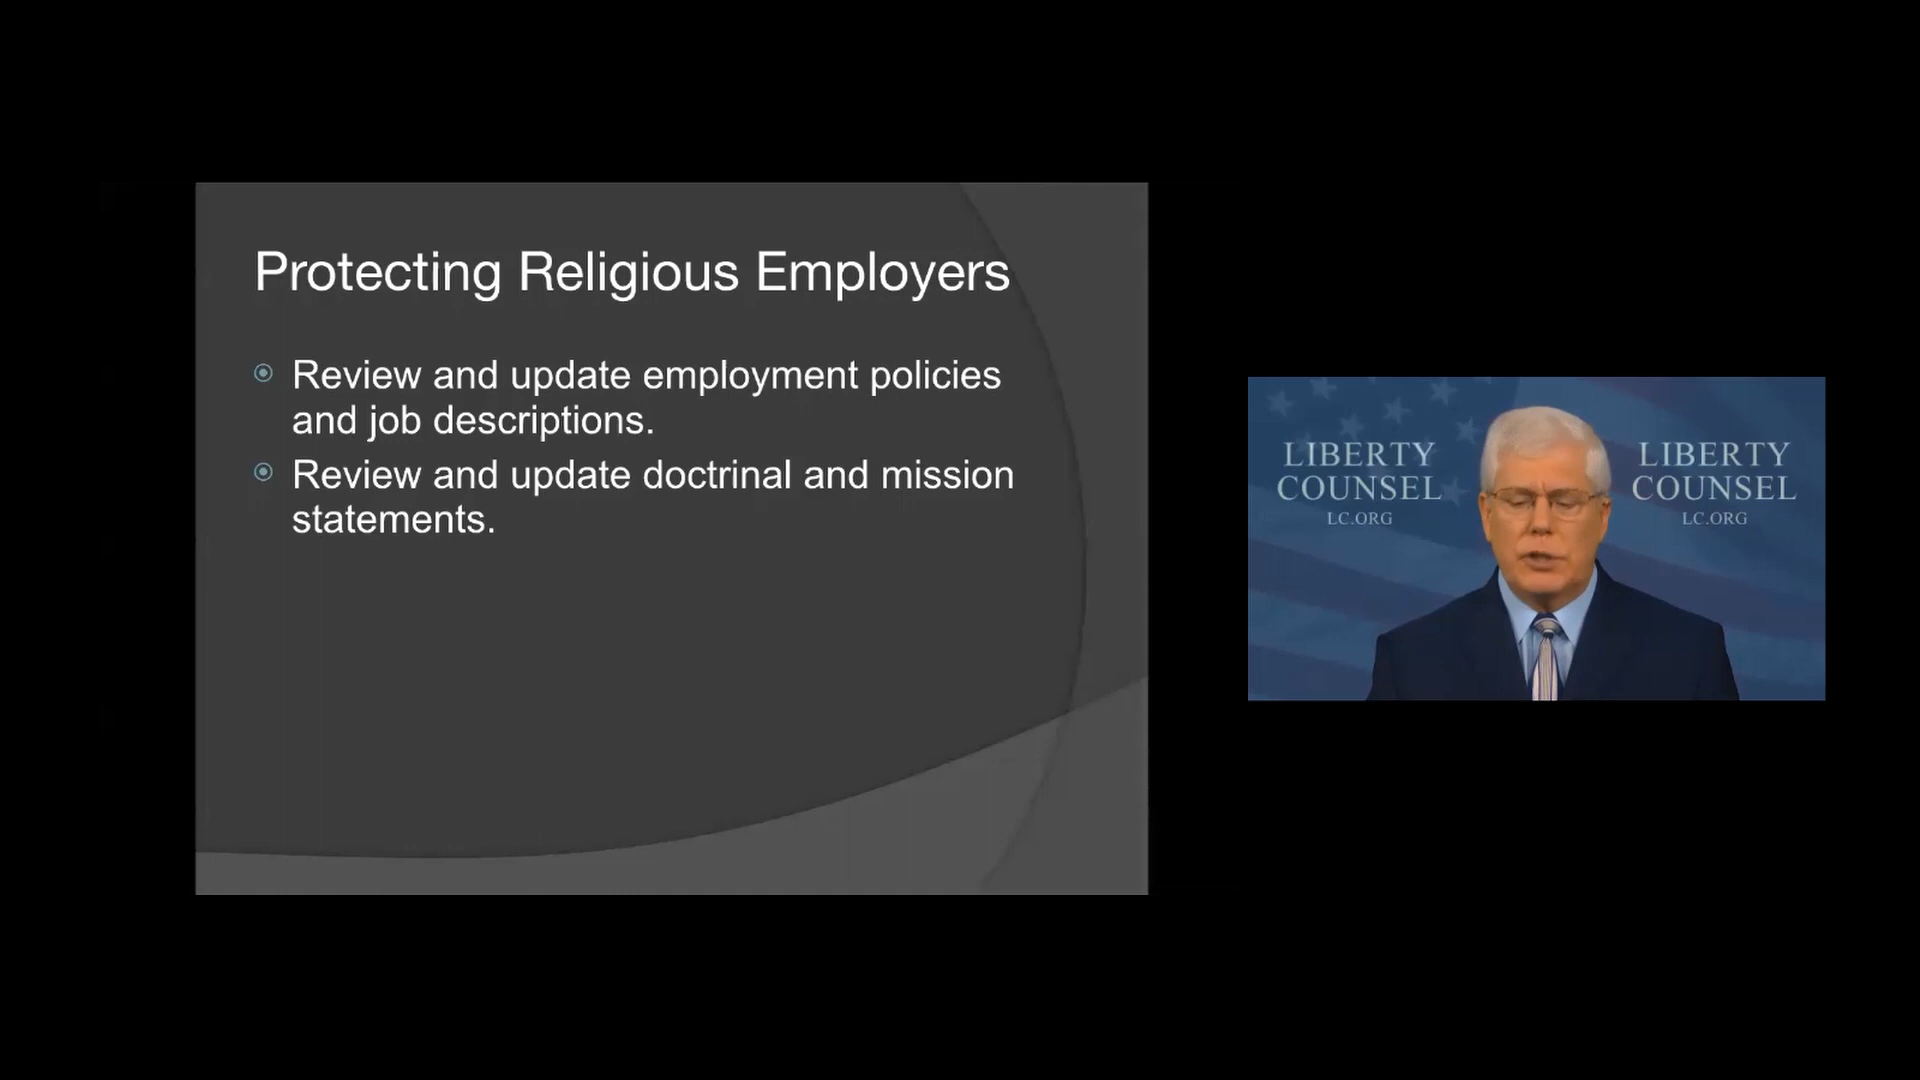 Protecting Religious Employers
Review and update employment policies
and job descriptions.
Review and update doctrinal and mission
statements.
LIBERTY
COUNSEL
LC.ORG
LIBERTY
COUNSEL
LC.ORG